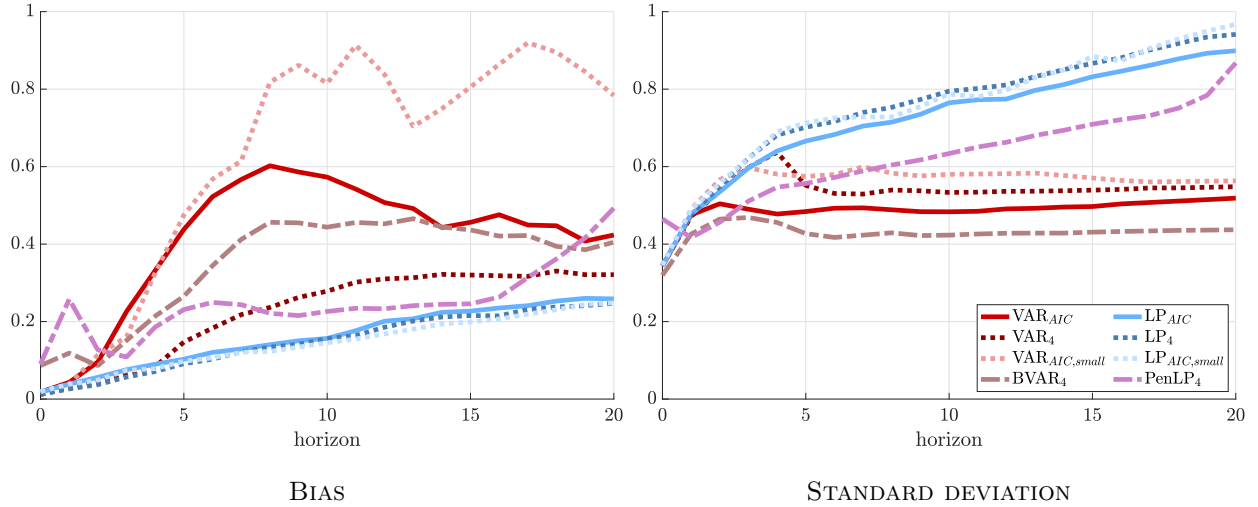 1
0.8
0.6
0.4
0.2
0
0 5 10 15 20
horizon
BIAS
1
0.8
0.6
0.4
0.2
0
0 5 10 15 20
horizon
VAR_AIC
VAR_4
VAR_AIC,small
BVAR_4
LP_AIC
LP_4
LP_AIC,small
PenLP_4
STANDARD DEVIATION